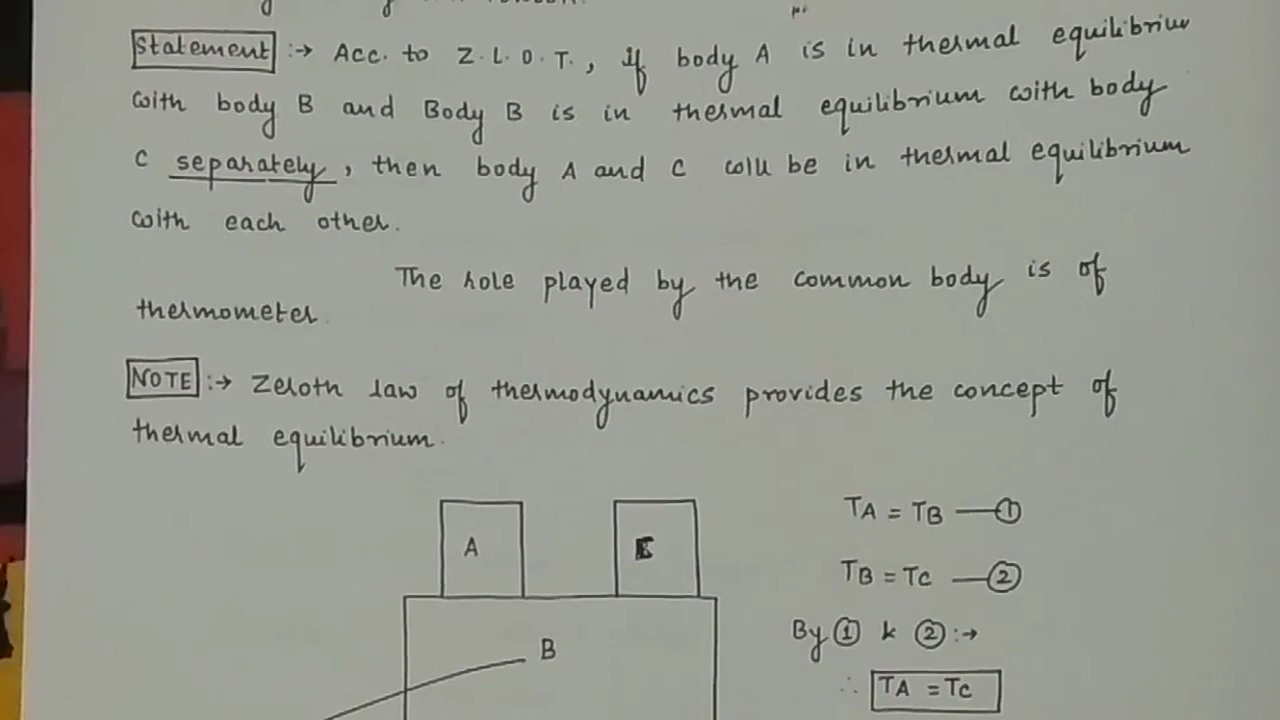 Statement :→ Acc. to Z.L.O.T., if body A is in thermal equilibrium
with body B and Body B is in thermal equilibrium with body
C separately, then body A and C will be in thermal equilibrium
with each other.
The role played by the common body is of
thermometer.
NOTE :→ Zeroth law of thermodynamics provides the concept of
thermal equilibrium.
A
C
B
TA = TB —①
TB = TC —②
By ① & ② :→
∴ TA = TC